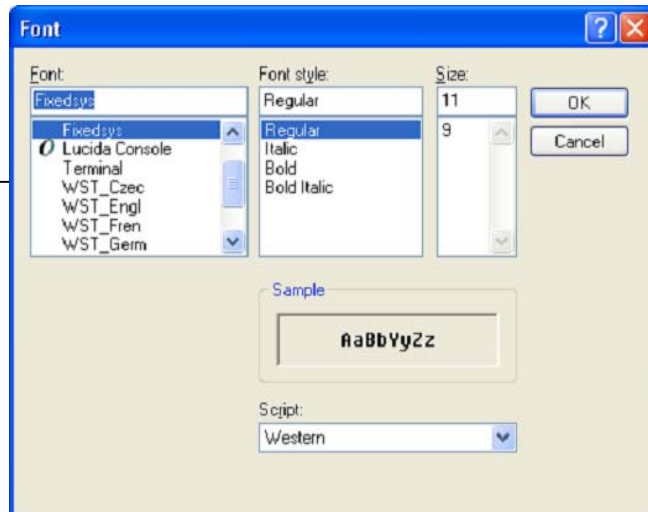 Font
Font:
Fixedsys
Fixedsys
Lucida Console
Terminal
WST_Czec
WST_Engl
WST_Fren
WST_Germ
Font style:
Regular
Regular
Italic
Bold
Bold Italic
Size:
11
9
OK
Cancel
Sample
AaBbYyZz
Script:
Western